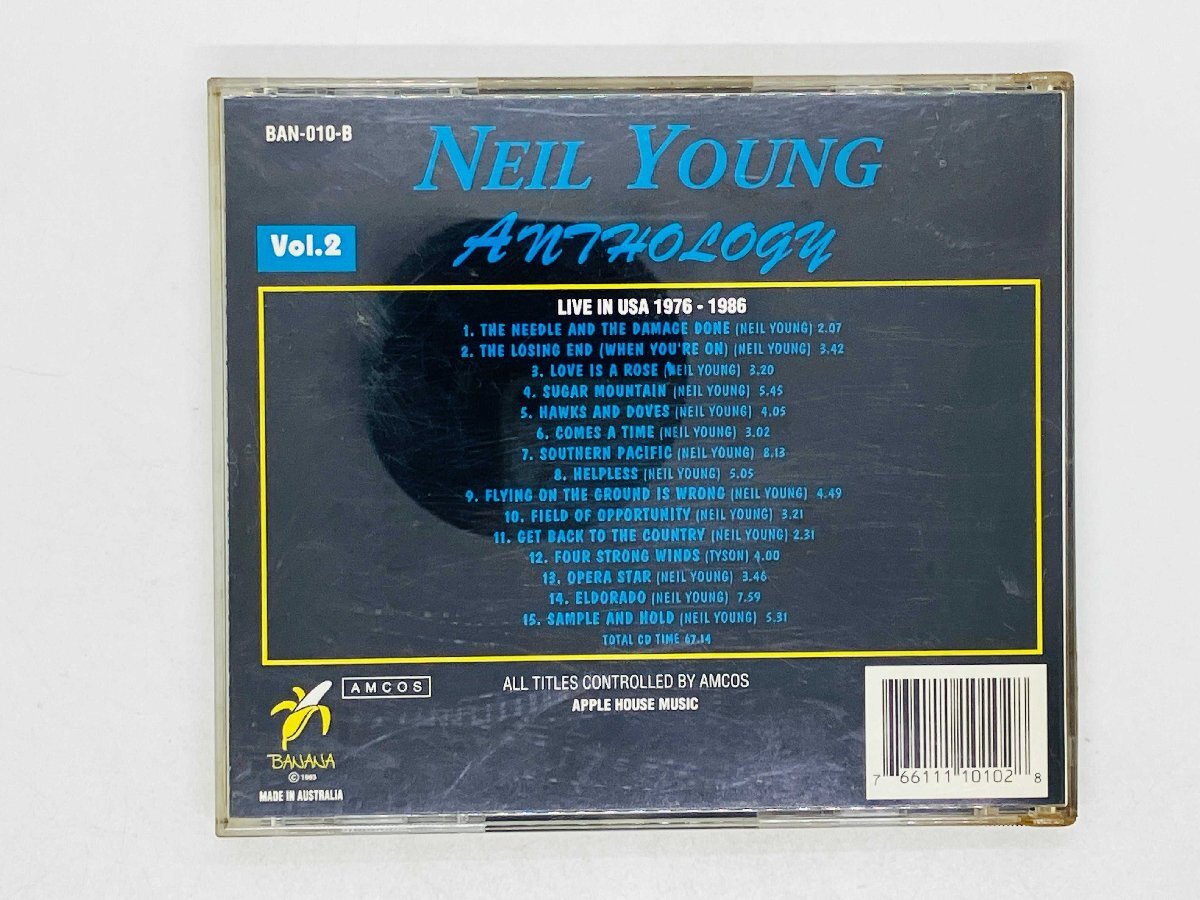 BAN-010-B
NEIL YOUNG
Vol.2
ANTHOLOGY
LIVE IN USA 1976 - 1986
1. THE NEEDLE AND THE DAMAGE DONE (NEIL YOUNG) 2.07
2. THE LOSING END (WHEN YOU'RE ON) (NEIL YOUNG) 3.42
3. LOVE IS A ROSE (NEIL YOUNG) 3.20
4. SUGAR MOUNTAIN (NEIL YOUNG) 5.45
5. HAWKS AND DOVES (NEIL YOUNG) 4.05
6. COMES A TIME (NEIL YOUNG) 3.02
7. SOUTHERN PACIFIC (NEIL YOUNG) 8.13
8. HELPLESS (NEIL YOUNG) 5.05
9. FLYING ON THE GROUND IS WRONG (NEIL YOUNG) 4.49
10. FIELD OF OPPORTUNITY (NEIL YOUNG) 3.21
11. GET BACK TO THE COUNTRY (NEIL YOUNG) 2.31
12. FOUR STRONG WINDS (TYSON) 4.00
13. OPERA STAR (NEIL YOUNG) 3.46
14. ELDORADO (NEIL YOUNG) 7.59
15. SAMPLE AND HOLD (NEIL YOUNG) 5.31
TOTAL CD TIME 67.14
AMCOS
ALL TITLES CONTROLLED BY AMCOS
APPLE HOUSE MUSIC
BANANA
© 1993
MADE IN AUSTRALIA
7 66111 10102 8